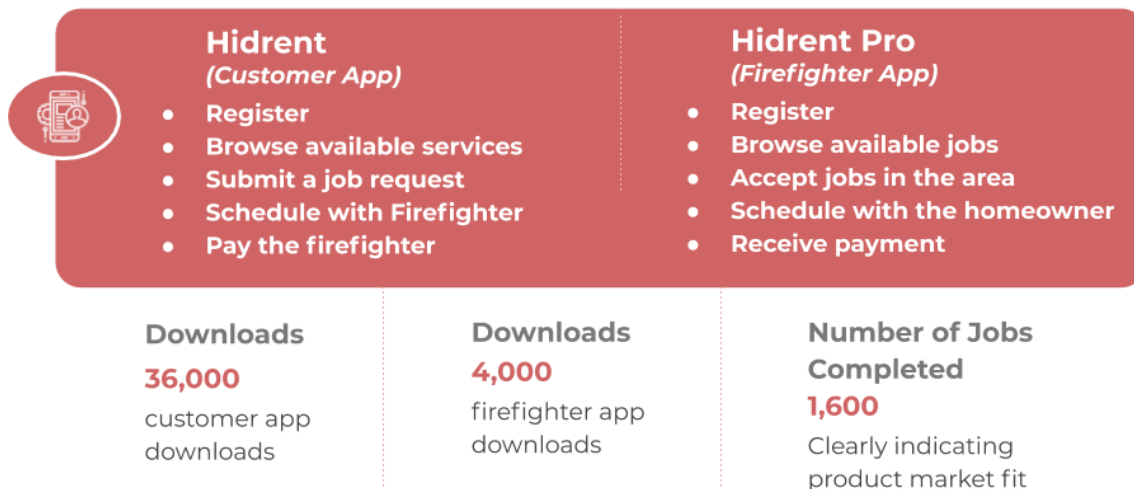 Hidrent
(Customer App)
● Register
● Browse available services
● Submit a job request
● Schedule with Firefighter
● Pay the firefighter
Hidrent Pro
(Firefighter App)
● Register
● Browse available jobs
● Accept jobs in the area
● Schedule with the homeowner
● Receive payment
Downloads
36,000
customer app
downloads
Downloads
4,000
firefighter app
downloads
Number of Jobs
Completed
1,600
Clearly indicating
product market fit